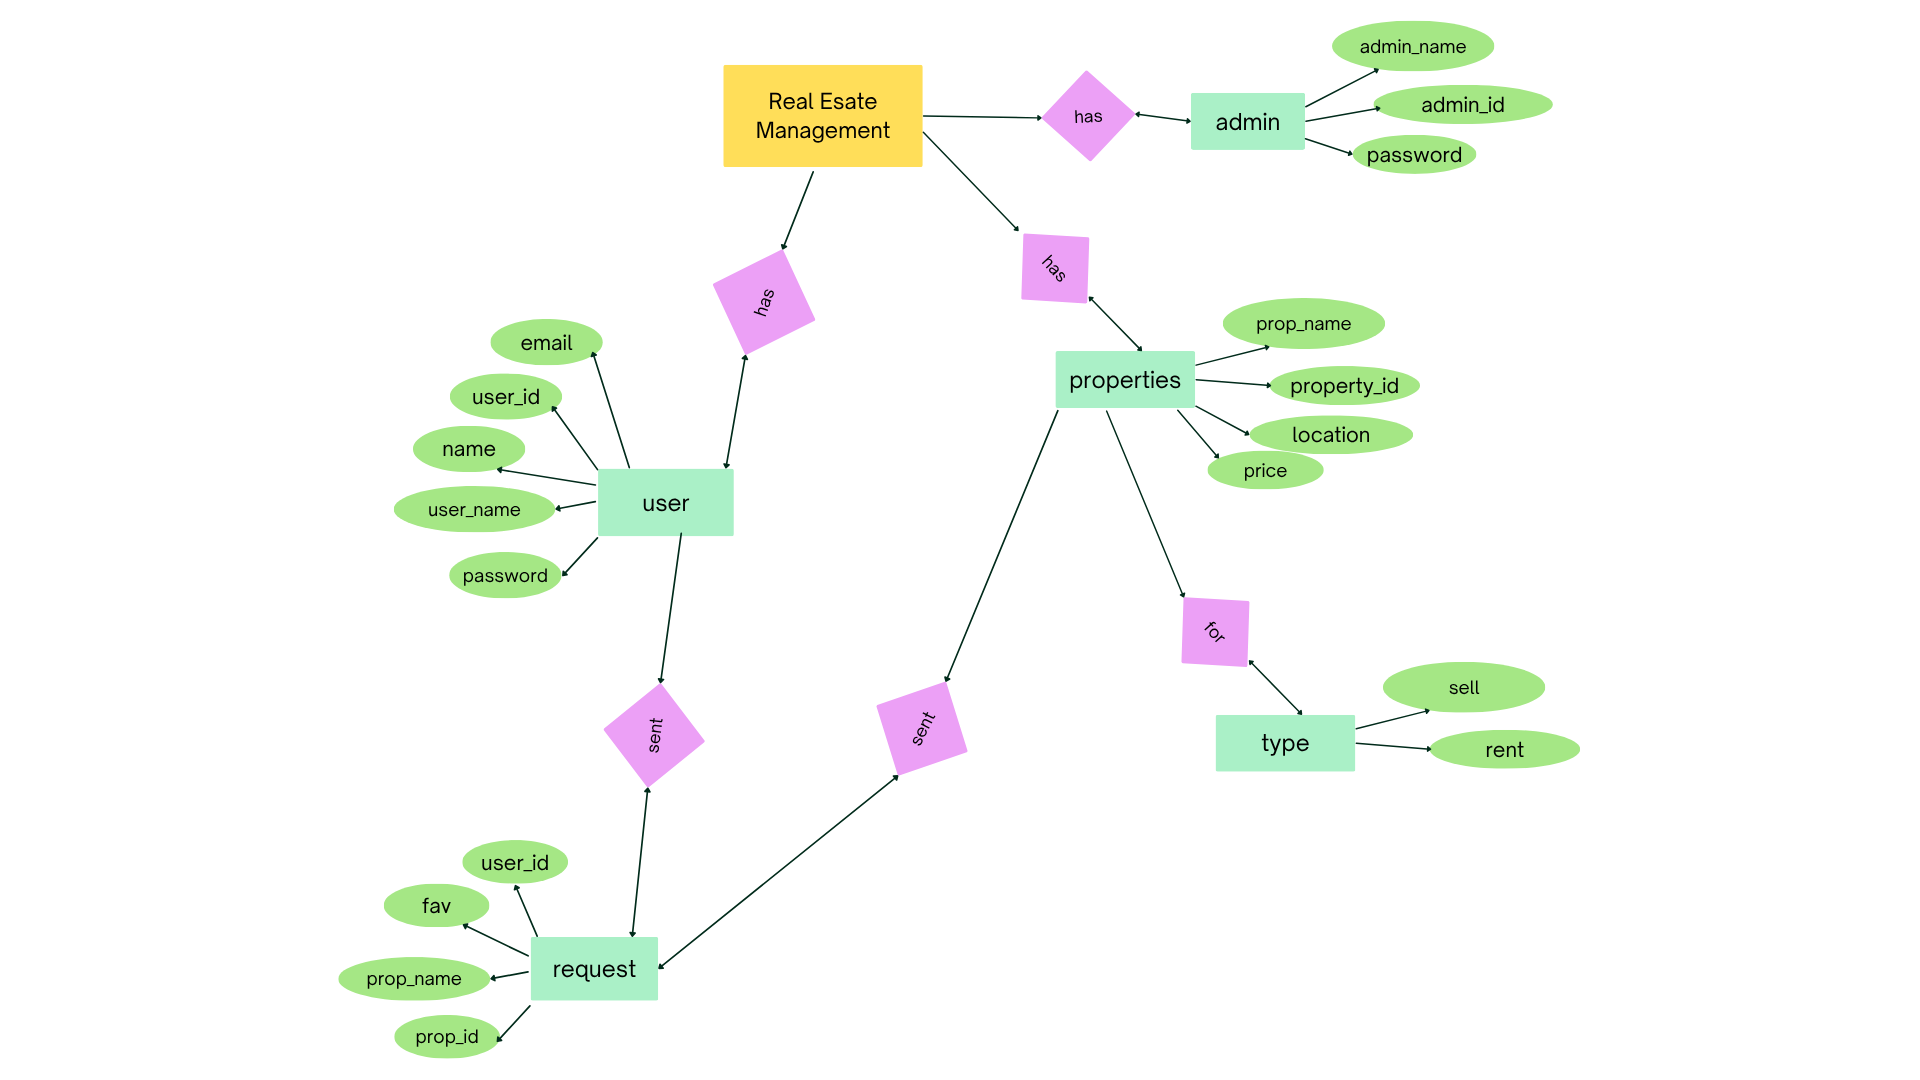 Real Esate
Management
has
admin
admin_name
admin_id
password
has
has
email
user_id
name
user_name
password
user
properties
prop_name
property_id
location
price
sent
sent
for
type
sell
rent
user_id
fav
prop_name
prop_id
request